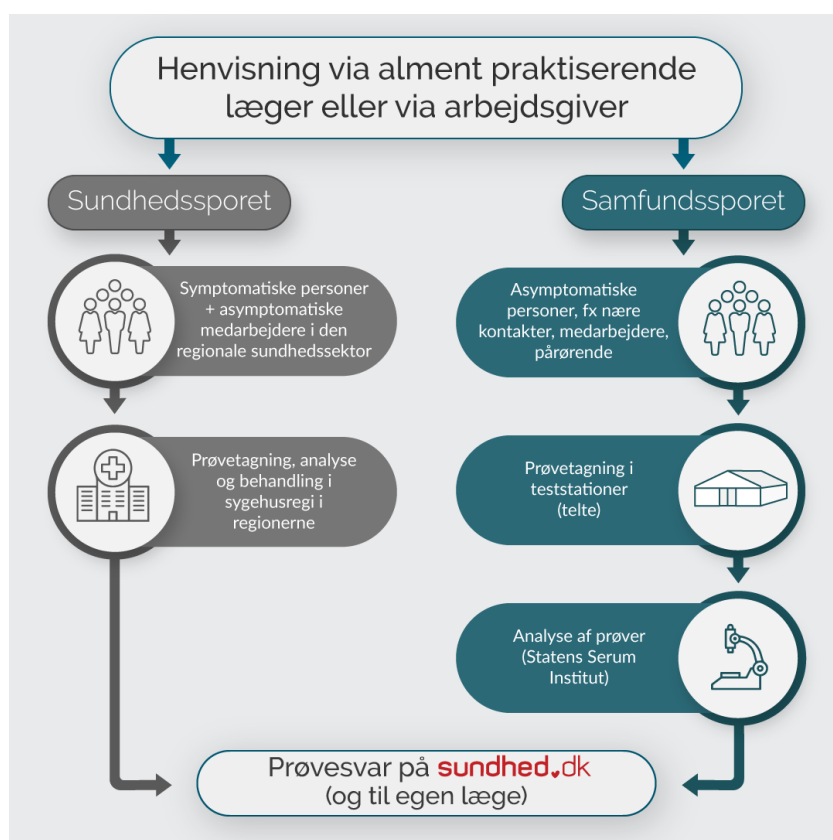 Henvisning via alment praktiserende
læger eller via arbejdsgiver
Sundhedssporet
Symptomatiske personer
+ asymptomatiske
medarbejdere i den
regionale sundhedssektor
Prøvetagning, analyse
og behandling i
sygehusregi i
regionerne
Samfundssporet
Asymptomatiske
personer, fx nære
kontakter, medarbejdere,
pårørende
Prøvetagning i
teststationer
(telte)
Analyse af prøver
(Statens Serum
Institut)
Prøvesvar på sundhed.dk
(og til egen læge)